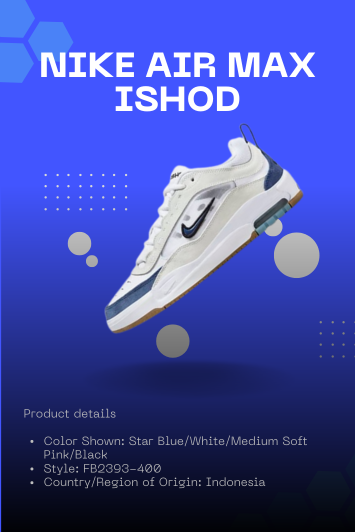 NIKE AIR MAX
ISHOD
Product details
• Color Shown: Star Blue/White/Medium Soft
Pink/Black
• Style: FB2393-400
• Country/Region of Origin: Indonesia